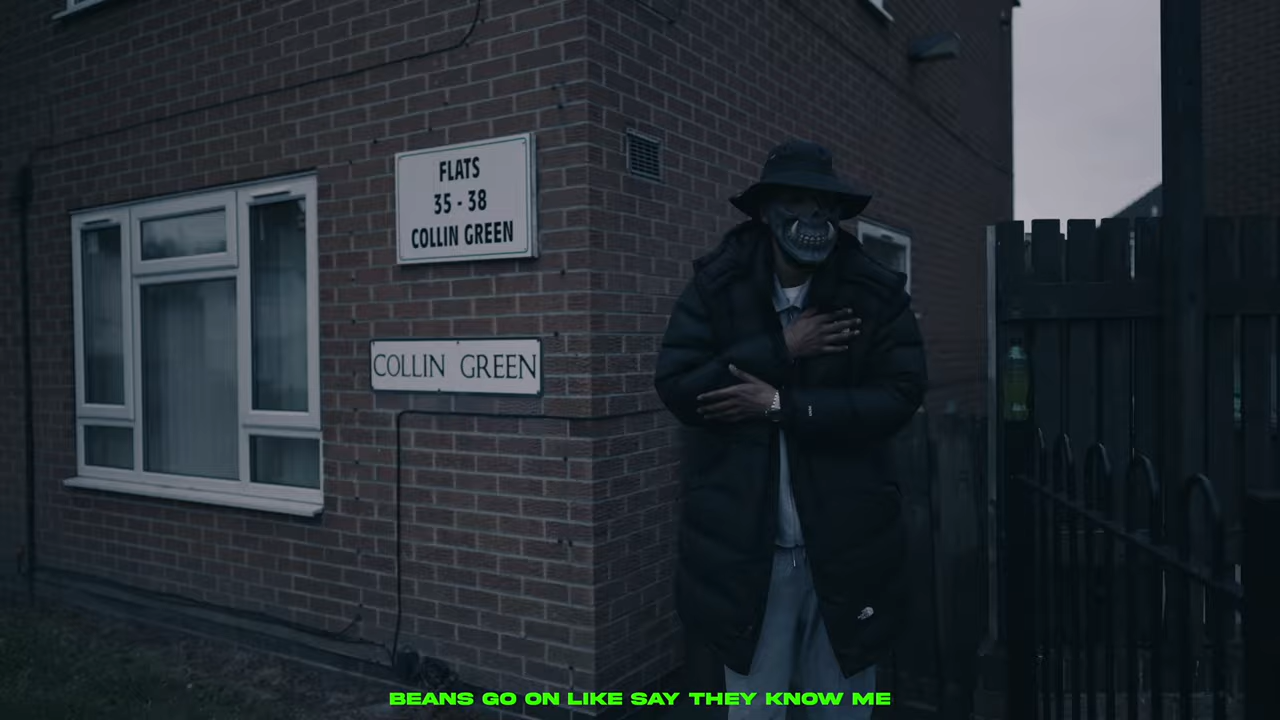 FLATS
35 - 38
COLLIN GREEN
COLLIN GREEN
BEANS GO ON LIKE SAY THEY KNOW ME